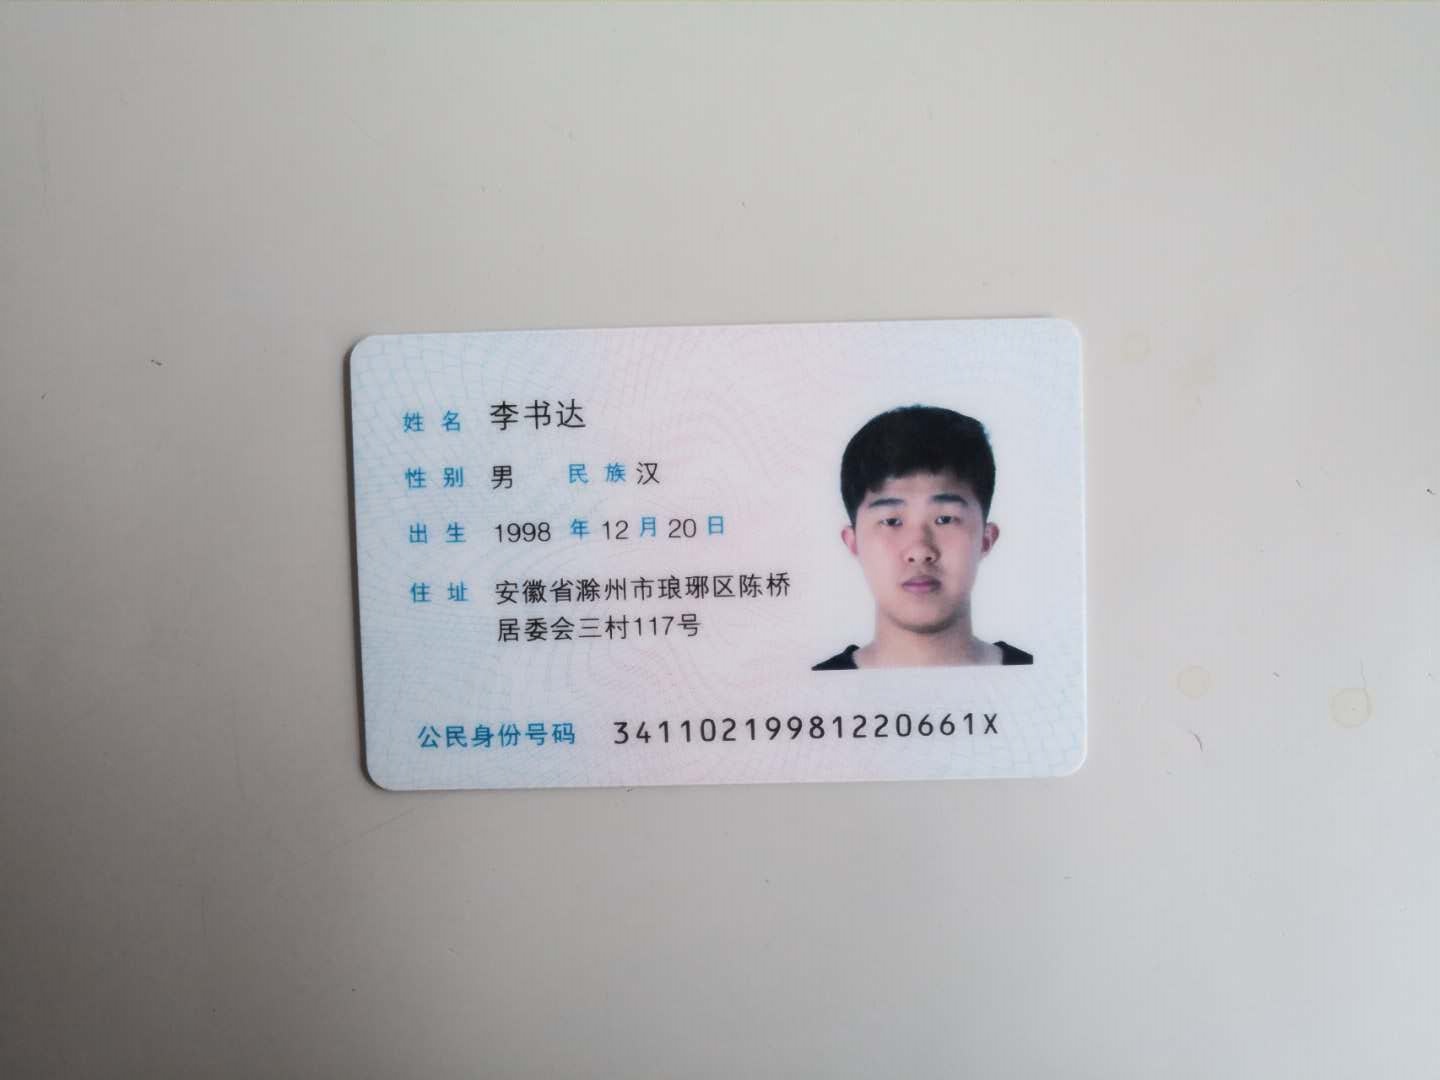 姓名 李书达
性别 男 民族 汉
出生 1998 年 12 月 20 日
住址 安徽省滁州市琅琊区陈桥
居委会三村117号
公民身份号码 34110219981220661X